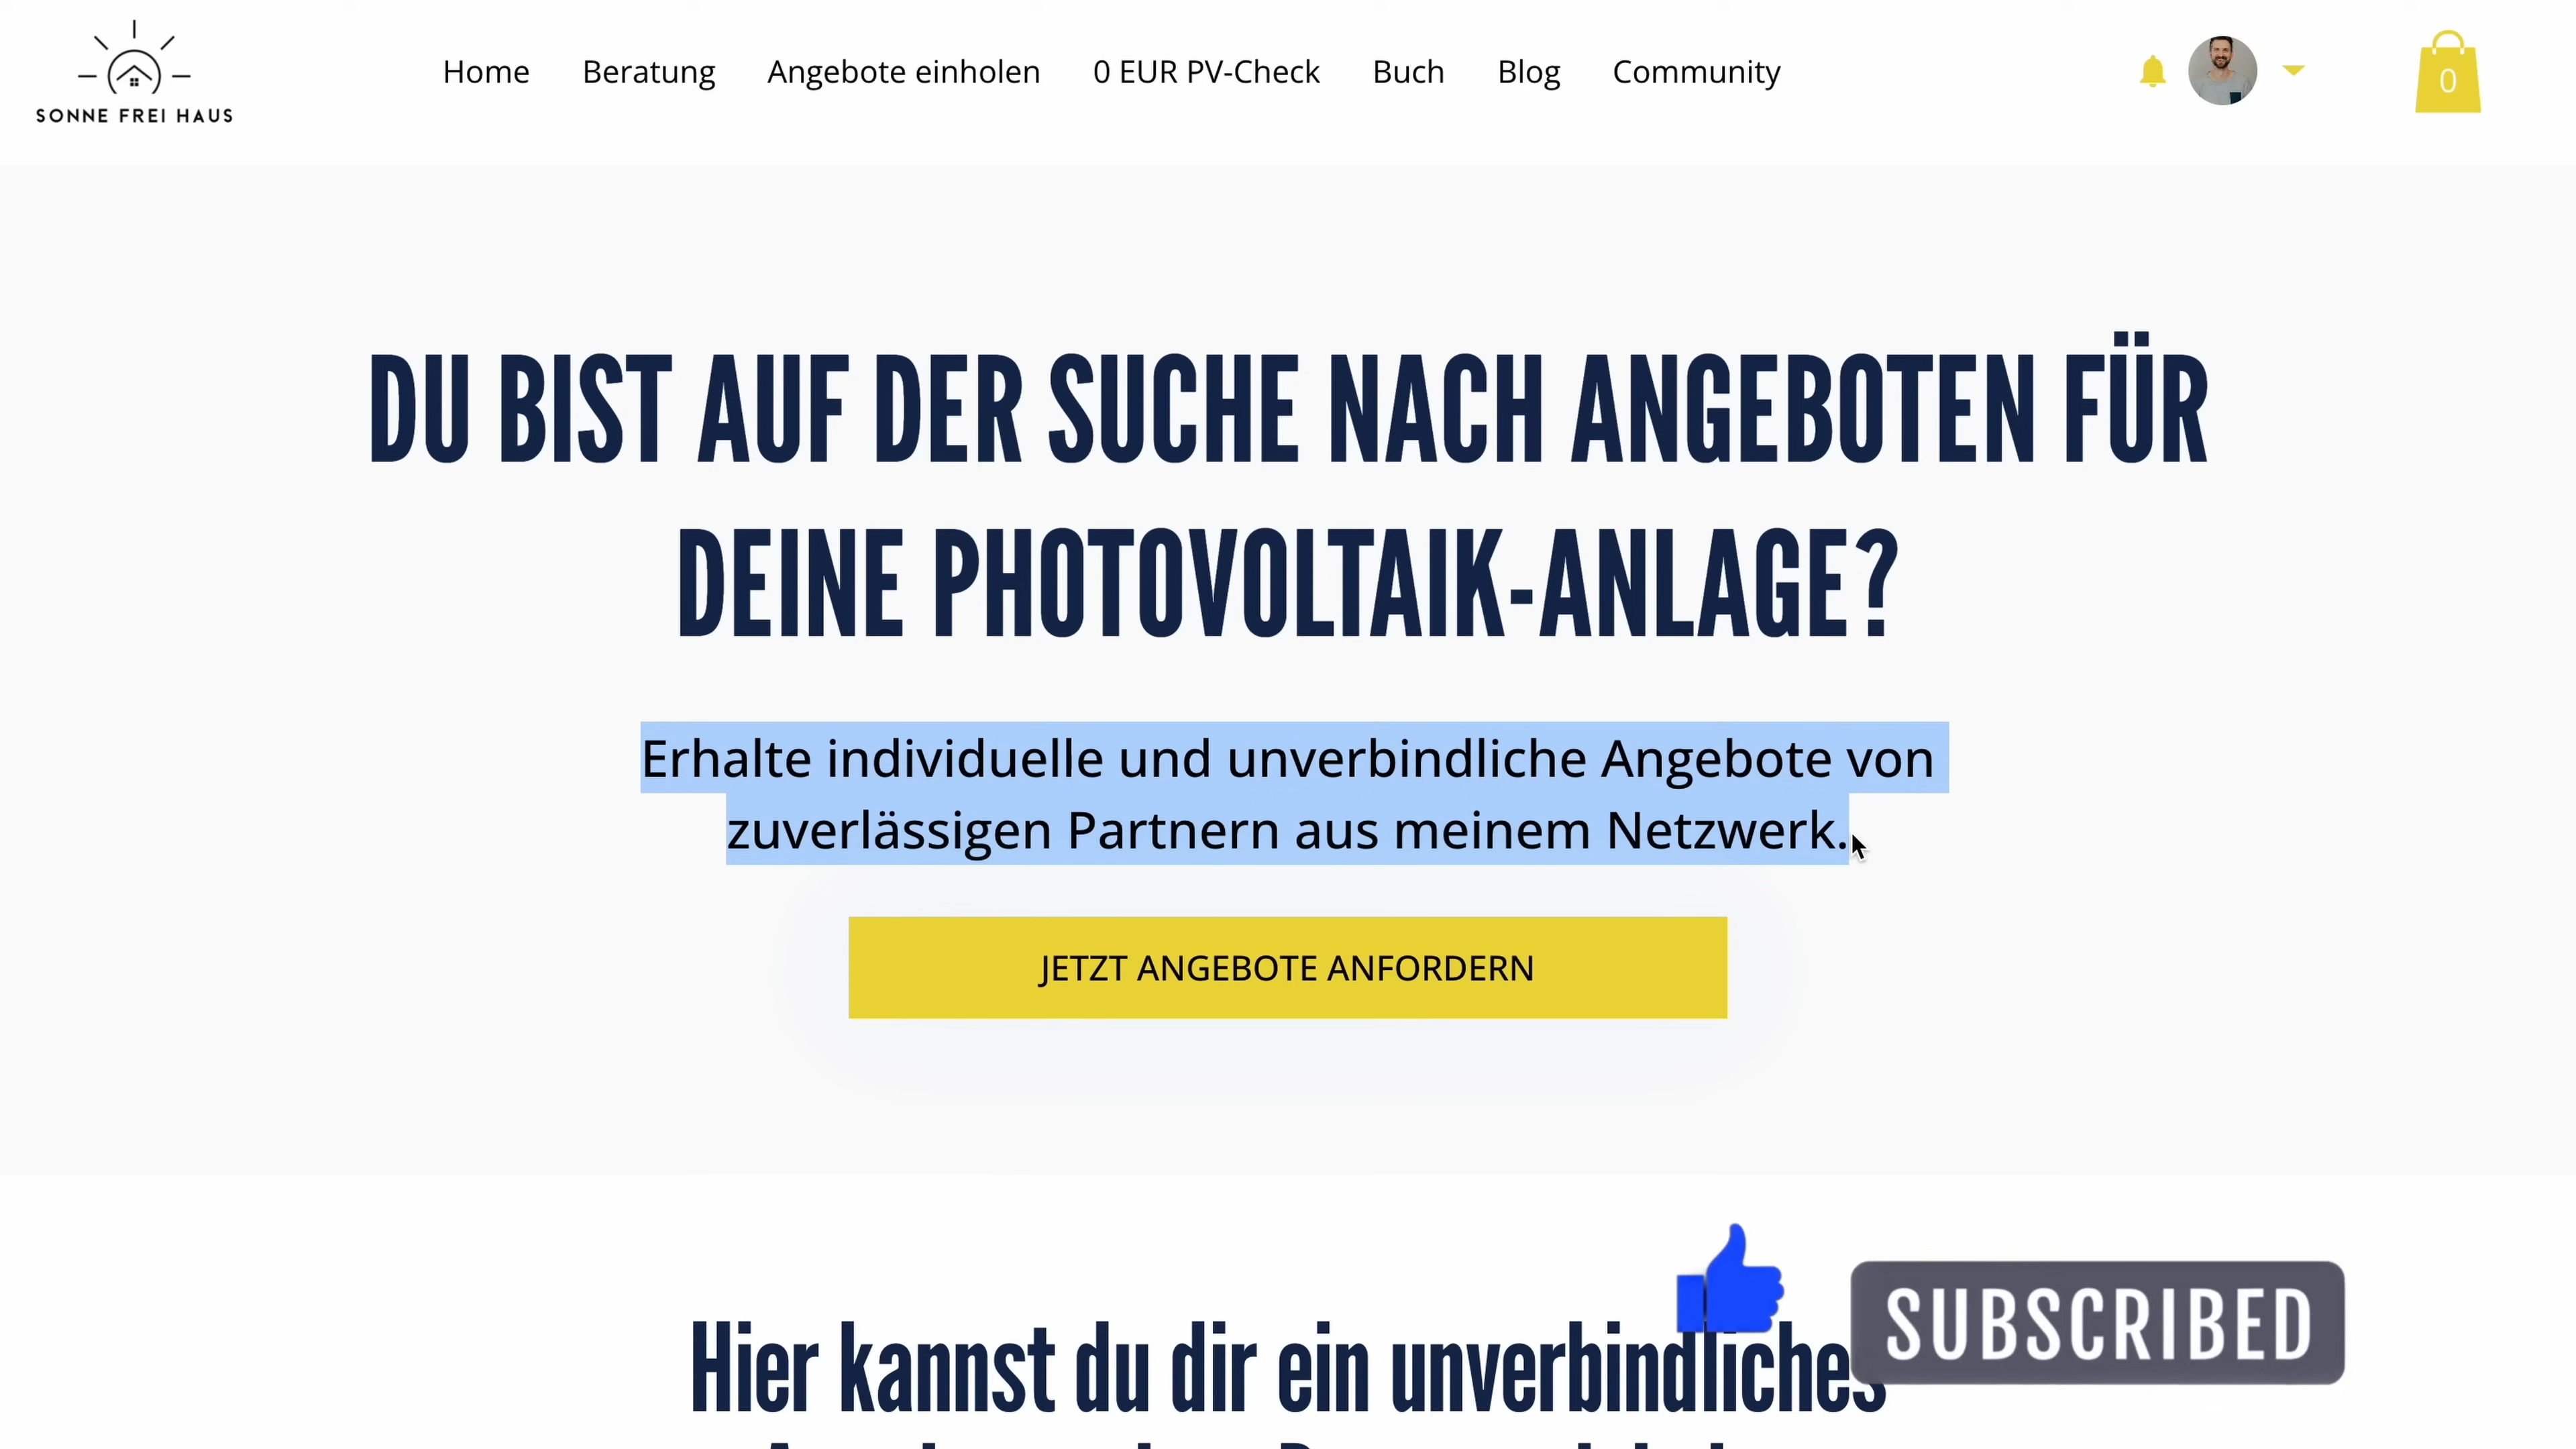 SONNE FREI HAUS
Home Beratung Angebote einholen 0 EUR PV-Check Buch Blog Community
0
DU BIST AUF DER SUCHE NACH ANGEBOTEN FÜR
DEINE PHOTOVOLTAIK-ANLAGE?
Erhalte individuelle und unverbindliche Angebote von
zuverlässigen Partnern aus meinem Netzwerk.
JETZT ANGEBOTE ANFORDERN
Hier kannst du dir ein unverbindliches
SUBSCRIBED